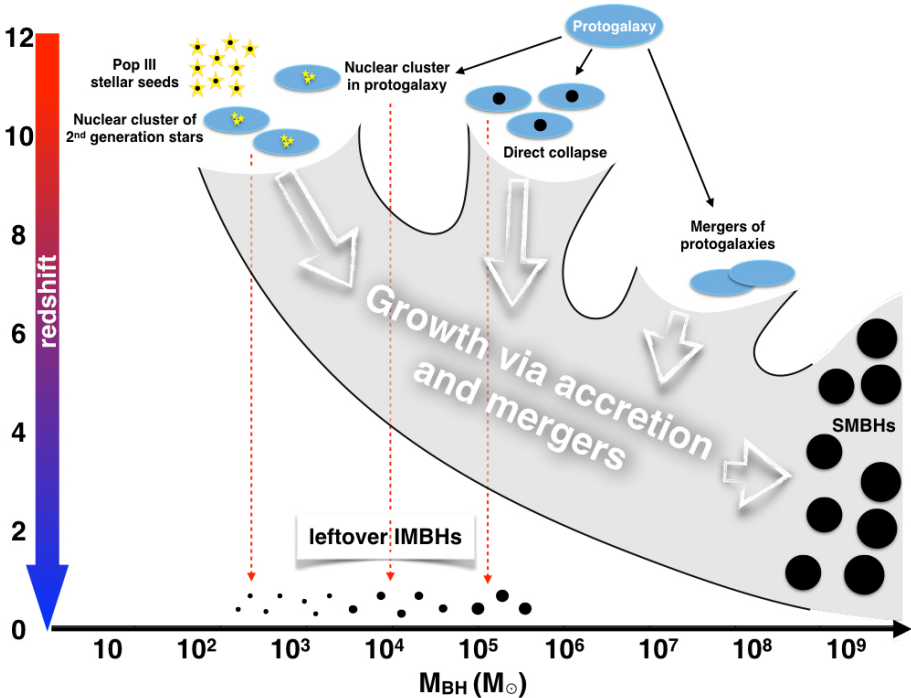 Protogalaxy
12
Pop III
stellar seeds
Nuclear cluster
in protogalaxy
Nuclear cluster of
2nd generation stars
10
Direct collapse
8
Mergers of
protogalaxies
redshift
6
Growth via accretion
and mergers
4
SMBHs
2
leftover IMBHs
0
10 10² 10³ 10⁴ 10⁵ 10⁶ 10⁷ 10⁸ 10⁹
M_BH (M_⊙)